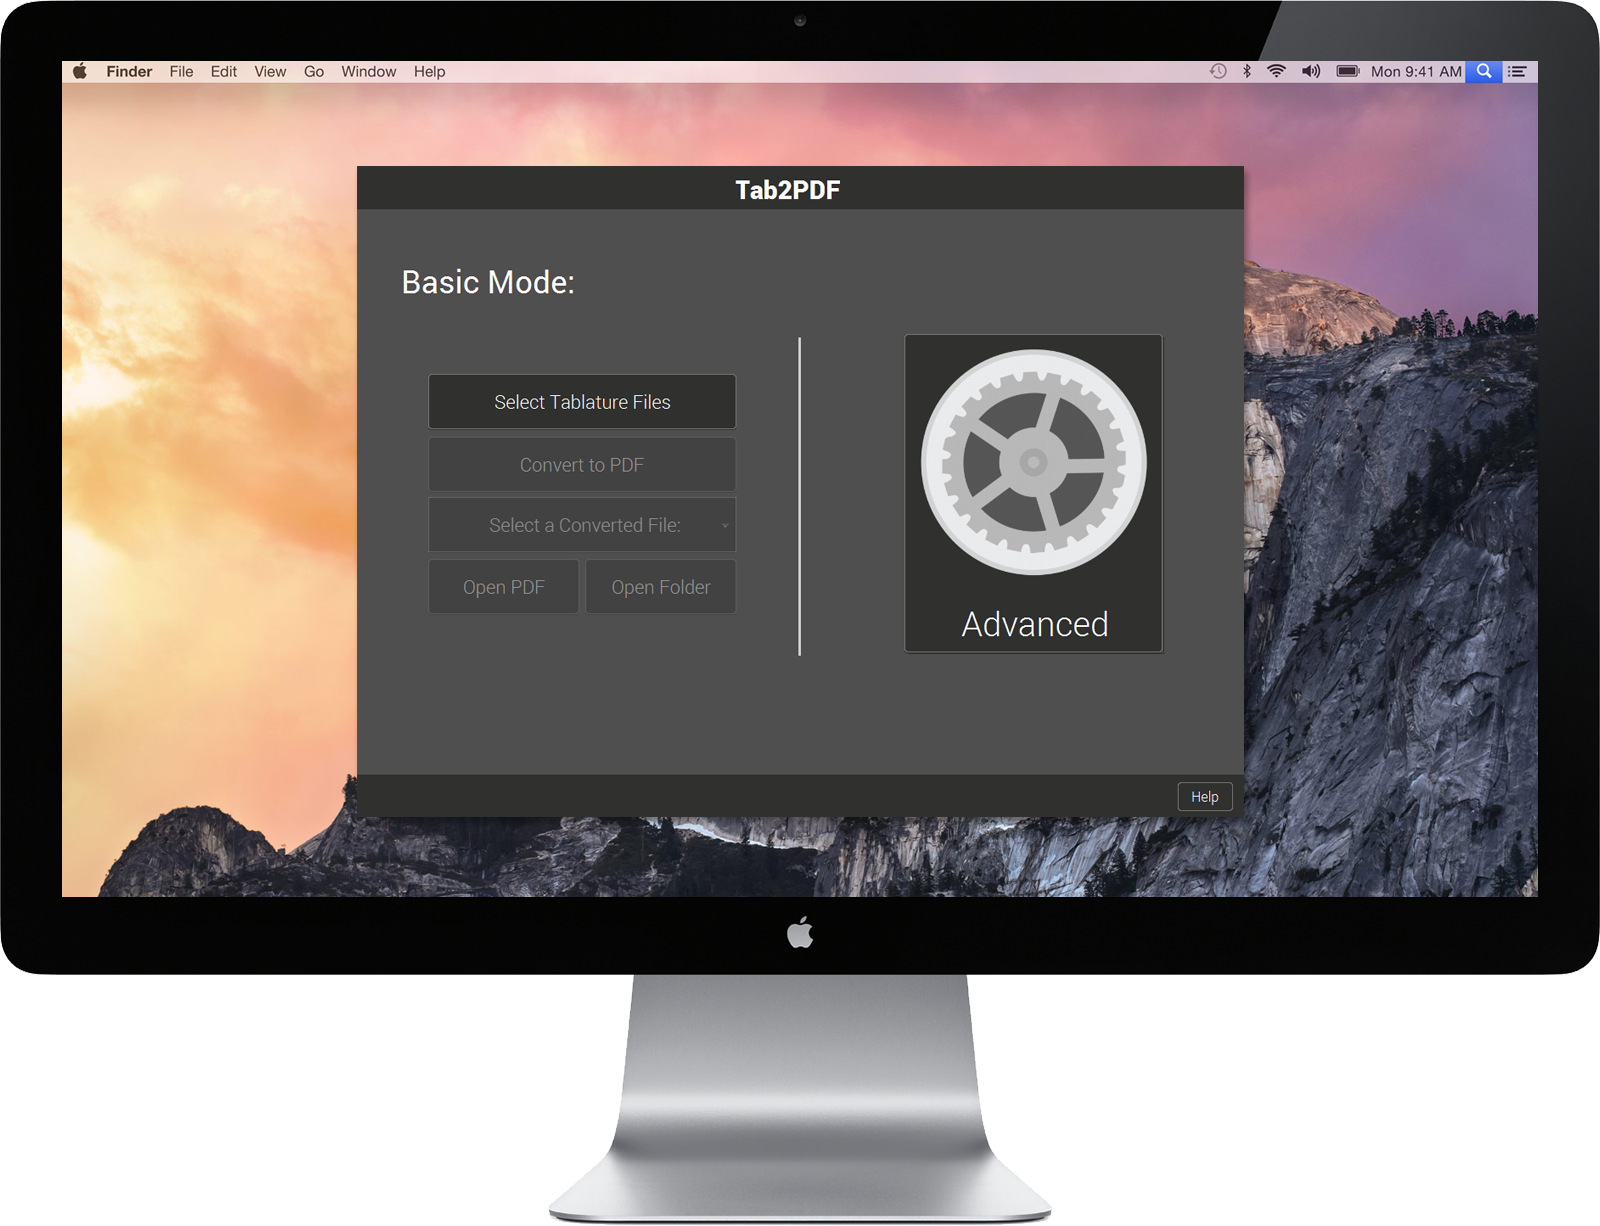 Finder File Edit View Go Window Help Mon 9:41 AM
Tab2PDF
Basic Mode:
Select Tablature Files
Convert to PDF
Select a Converted File:
Open PDF Open Folder
Advanced
Help